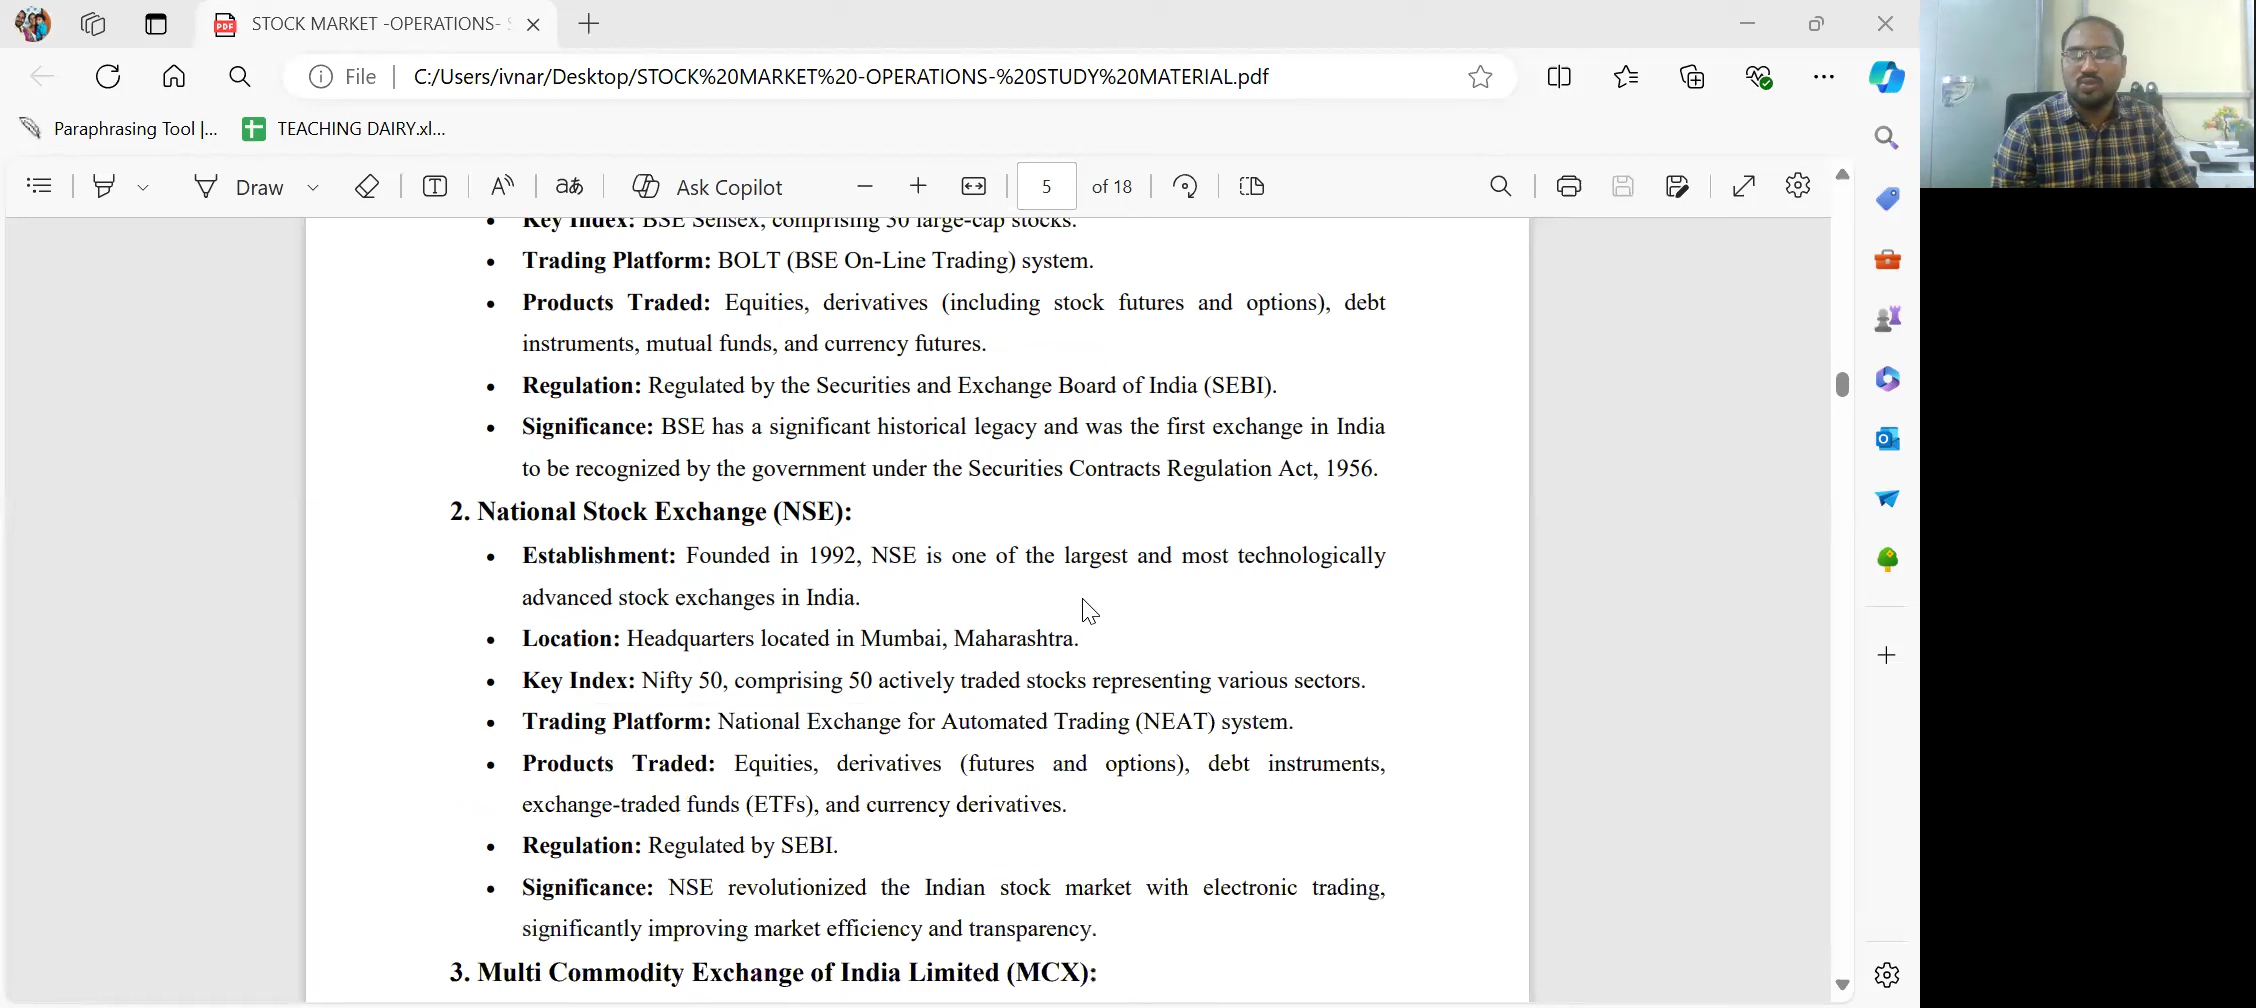 STOCK MARKET -OPERATIONS-
File
C:/Users/ivnar/Desktop/STOCK%20MARKET%20-OPERATIONS-%20STUDY%20MATERIAL.pdf
Paraphrasing Tool |...
TEACHING DAIRY.xl...
Draw
Ask Copilot
5
of 18
• Key Index: BSE Sensex, comprising 30 large-cap stocks.
• Trading Platform: BOLT (BSE On-Line Trading) system.
• Products Traded: Equities, derivatives (including stock futures and options), debt
instruments, mutual funds, and currency futures.
• Regulation: Regulated by the Securities and Exchange Board of India (SEBI).
• Significance: BSE has a significant historical legacy and was the first exchange in India
to be recognized by the government under the Securities Contracts Regulation Act, 1956.
2. National Stock Exchange (NSE):
• Establishment: Founded in 1992, NSE is one of the largest and most technologically
advanced stock exchanges in India.
• Location: Headquarters located in Mumbai, Maharashtra.
• Key Index: Nifty 50, comprising 50 actively traded stocks representing various sectors.
• Trading Platform: National Exchange for Automated Trading (NEAT) system.
• Products Traded: Equities, derivatives (futures and options), debt instruments,
exchange-traded funds (ETFs), and currency derivatives.
• Regulation: Regulated by SEBI.
• Significance: NSE revolutionized the Indian stock market with electronic trading,
significantly improving market efficiency and transparency.
3. Multi Commodity Exchange of India Limited (MCX):